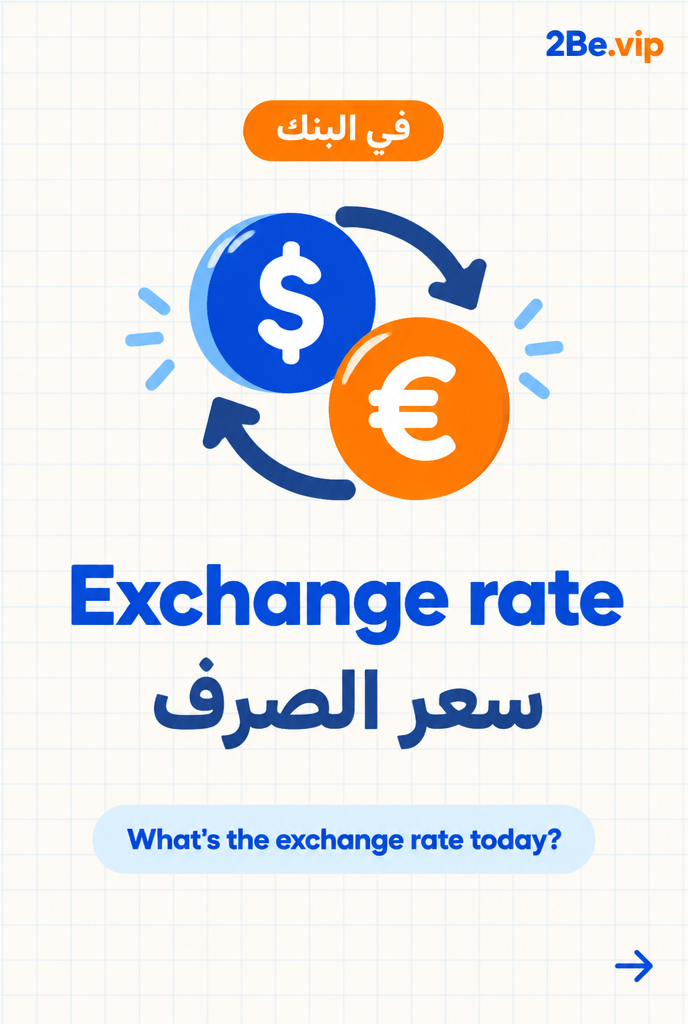 2Be.vip
في البنك
$
€
Exchange rate
سعر الصرف
What's the exchange rate today?